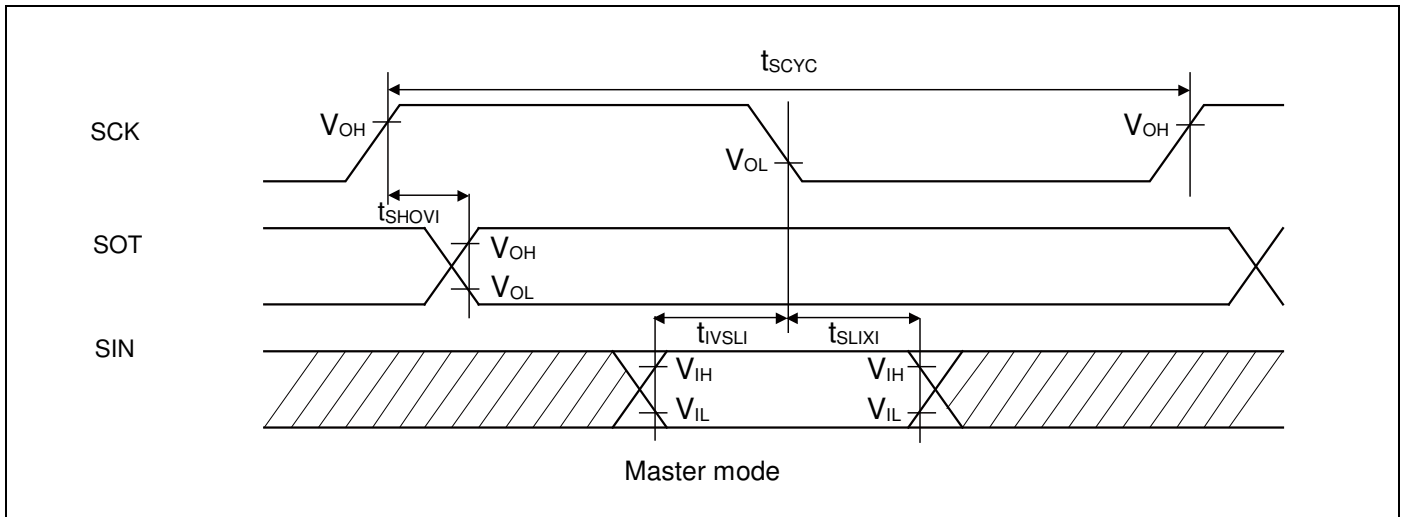 tSCYC
SCK
VOH
VOL
VOH
tSHOVI
SOT
VOH
VOL
SIN
tIVSLI
tSLIXI
VIH
VIH
VIL
VIL
Master mode